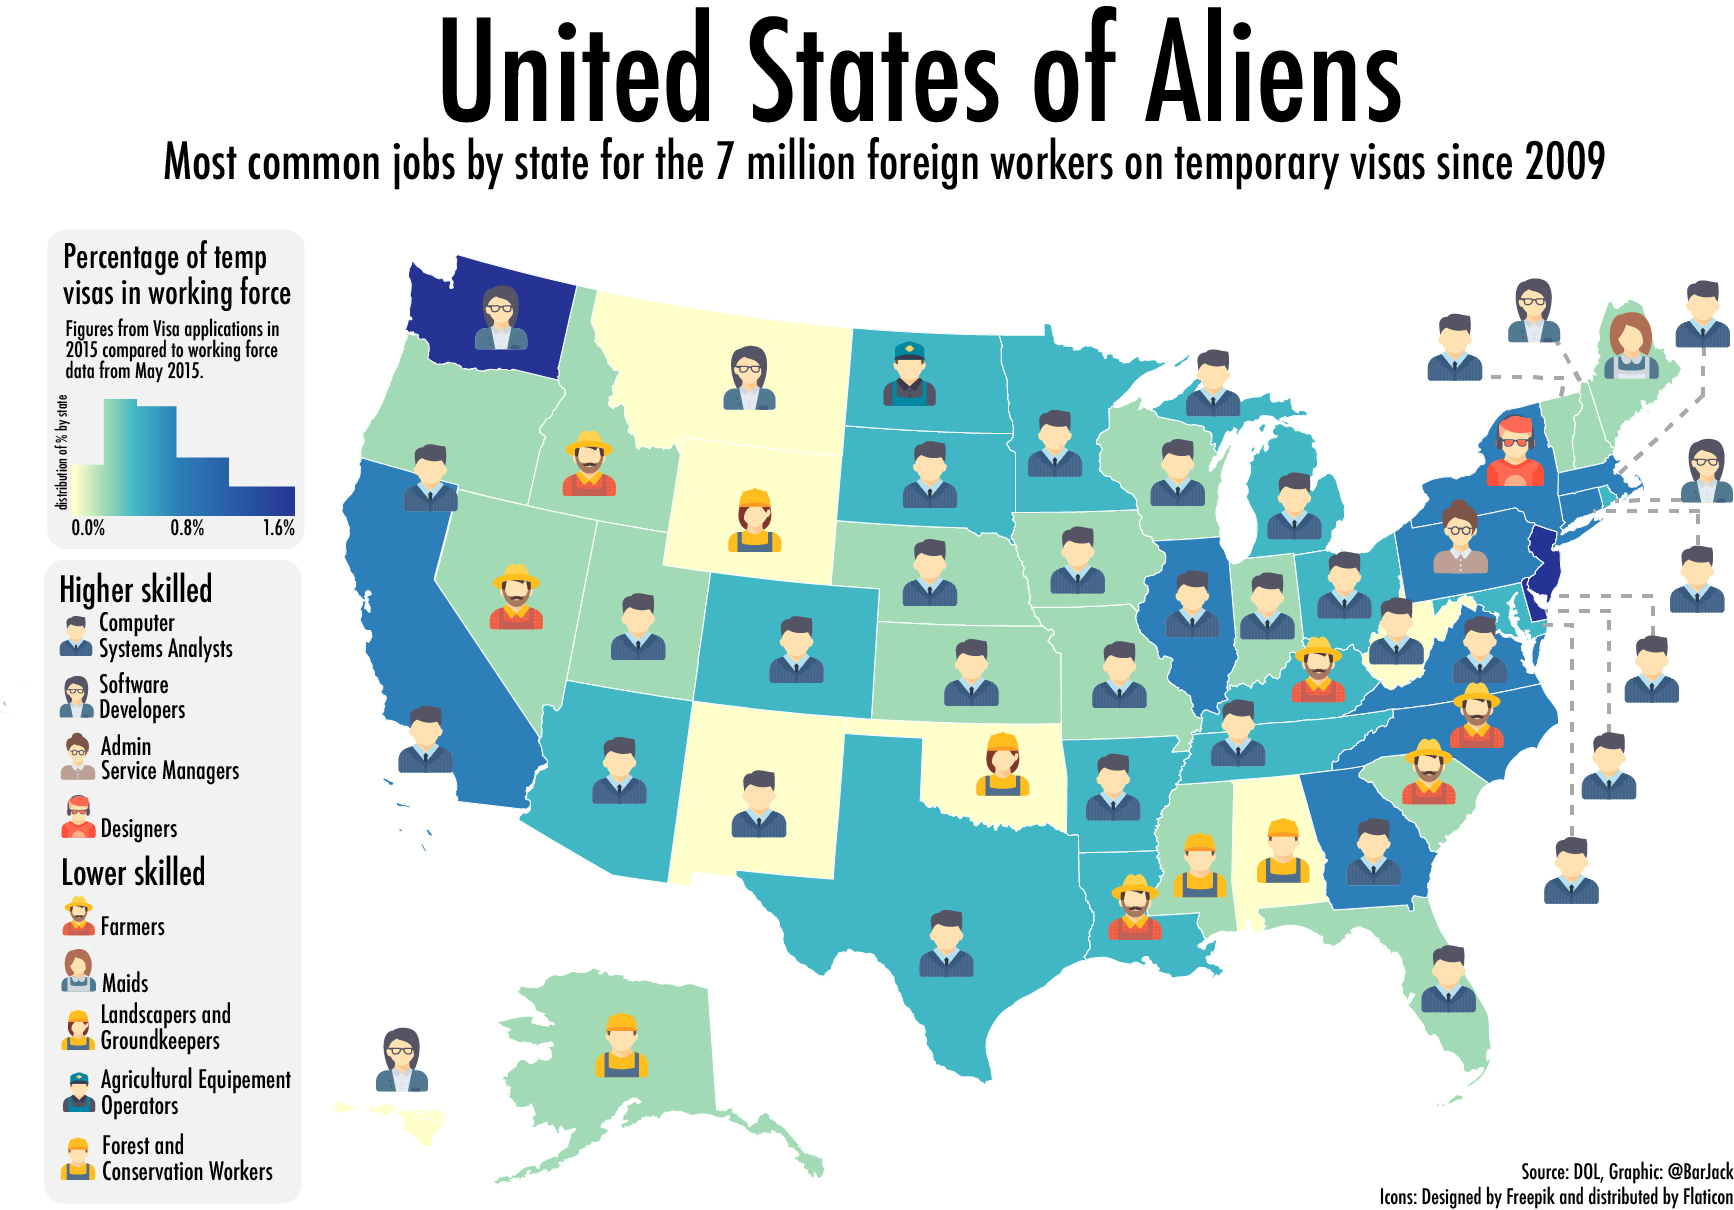 United States of Aliens
Most common jobs by state for the 7 million foreign workers on temporary visas since 2009
Percentage of temp
visas in working force
Figures from Visa applications in
2015 compared to working force
data from May 2015.
distribution of % by state
0.0%
0.8%
1.6%
Higher skilled
Computer
Systems Analysts
Software
Developers
Admin
Service Managers
Designers
Lower skilled
Farmers
Maids
Landscapers and
Groundkeepers
Agricultural Equipement
Operators
Forest and
Conservation Workers
Source: DOL, Graphic: @BarJack
Icons: Designed by Freepik and distributed by Flaticon